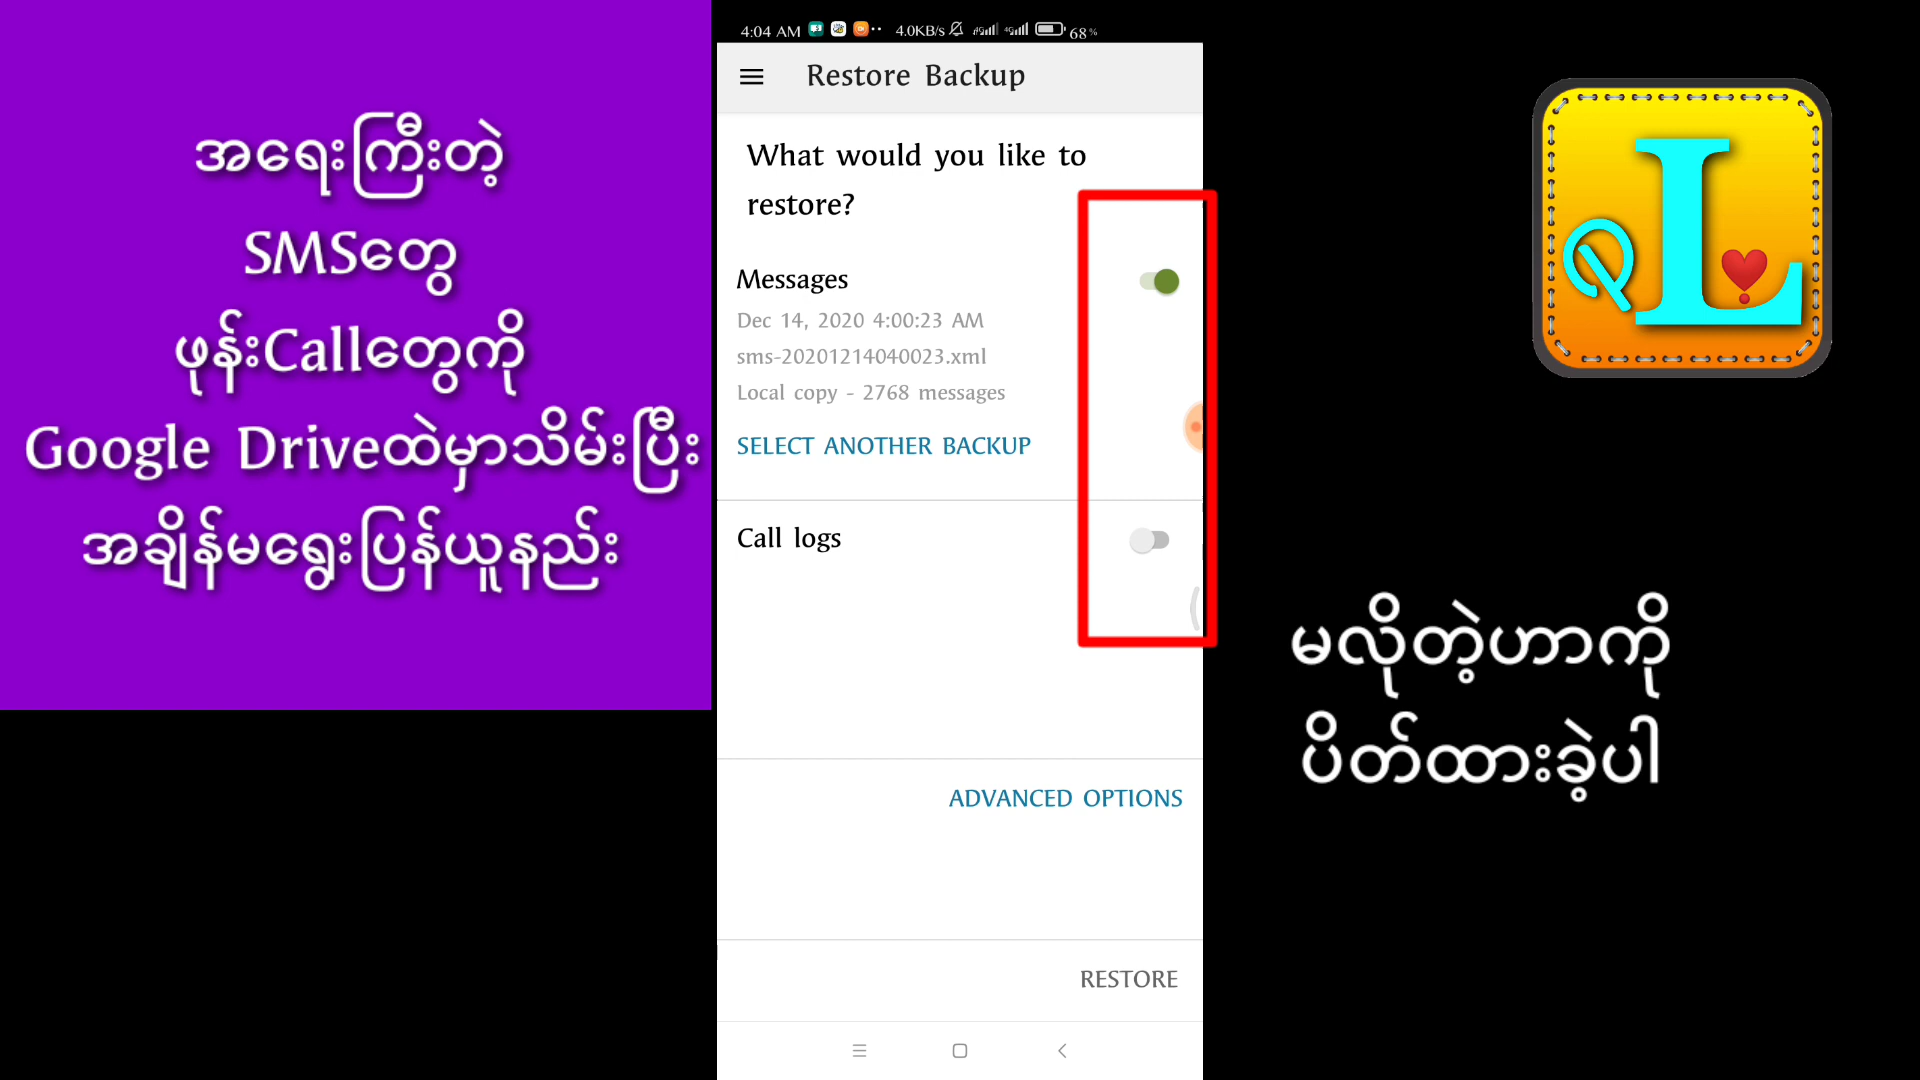 အရေးကြီးတဲ့
SMSတွေ
ဖုန်းCallတွေကို
Google Driveထဲမှာသိမ်းပြီး
အချိန်မရွေးပြန်ယူနည်း
4:04 AM 4.0KB/s 4G 4G 68%
Restore Backup
What would you like to
restore?
Messages
Dec 14, 2020 4:00:23 AM
sms-20201214040023.xml
Local copy - 2768 messages
SELECT ANOTHER BACKUP
Call logs
ADVANCED OPTIONS
RESTORE
L
မလိုတဲ့ဟာကို
ပိတ်ထားခဲ့ပါ